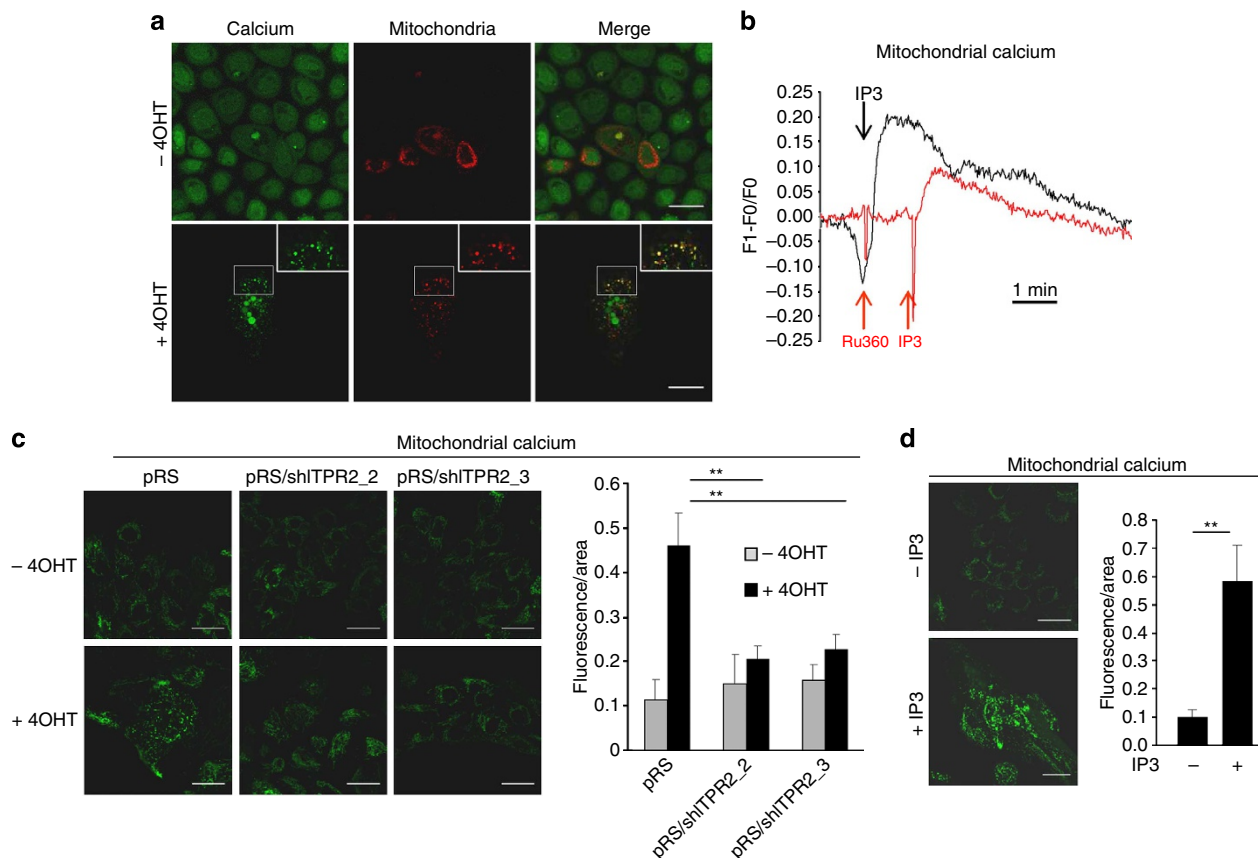 a
Calcium
Mitochondria
Merge
– 4OHT
+ 4OHT
b
Mitochondrial calcium
IP3
F1-F0/F0
0.25
0.20
0.15
0.10
0.05
0.00
–0.05
–0.10
–0.15
–0.20
–0.25
1 min
Ru360
IP3
c
Mitochondrial calcium
pRS
pRS/shITPR2_2
pRS/shITPR2_3
– 4OHT
+ 4OHT
Fluorescence/area
0.6
0.5
0.4
0.3
0.2
0.1
0
**
**
– 4OHT
+ 4OHT
pRS
pRS/shITPR2_2
pRS/shITPR2_3
d
Mitochondrial calcium
– IP3
+ IP3
Fluorescence/area
0.8
0.7
0.6
0.5
0.4
0.3
0.2
0.1
0.0
**
IP3 – +